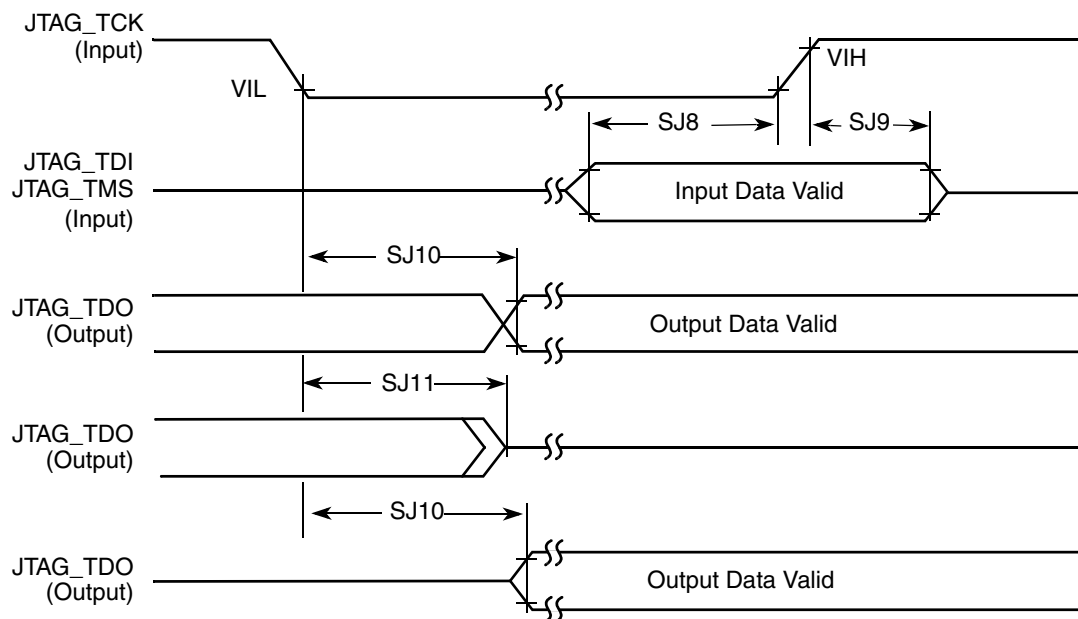 JTAG_TCK
(Input)
VIL
VIH
SJ8
SJ9
JTAG_TDI
JTAG_TMS
(Input)
Input Data Valid
SJ10
JTAG_TDO
(Output)
Output Data Valid
SJ11
JTAG_TDO
(Output)
SJ10
JTAG_TDO
(Output)
Output Data Valid